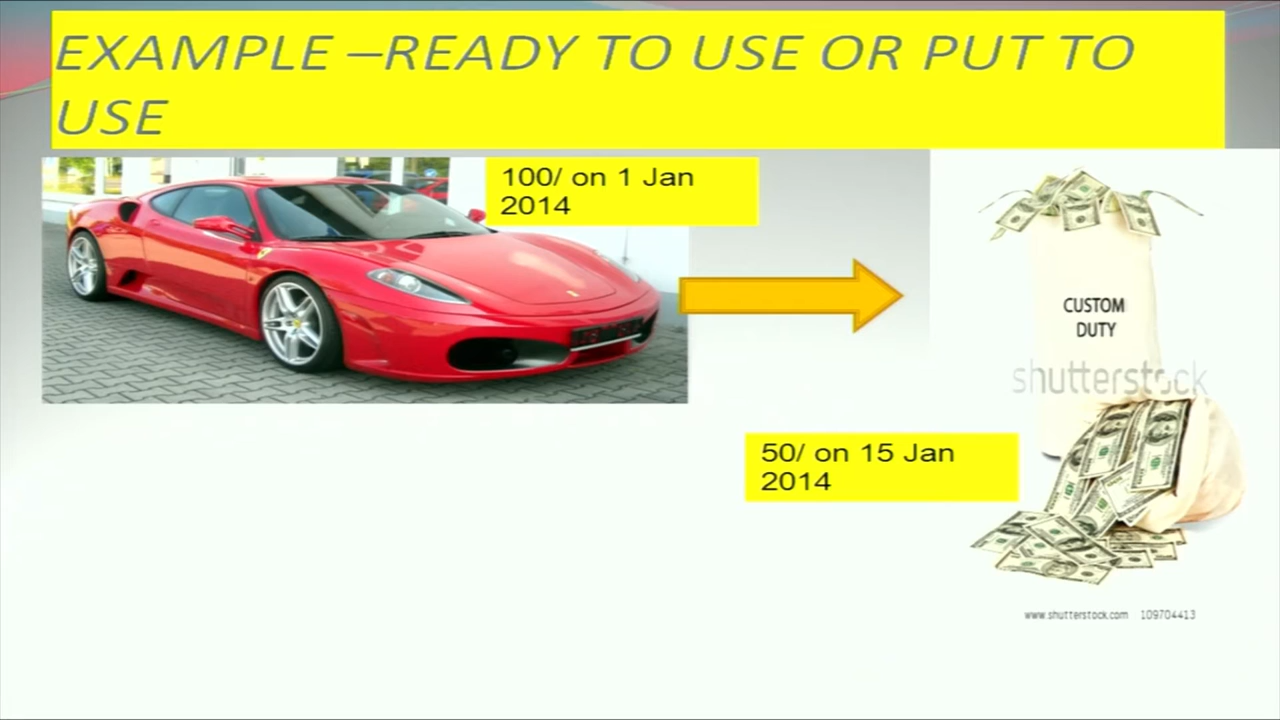 EXAMPLE –READY TO USE OR PUT TO
USE
100/ on 1 Jan
2014
CUSTOM
DUTY
shutterstock
50/ on 15 Jan
2014
www.shutterstock.com 109704413